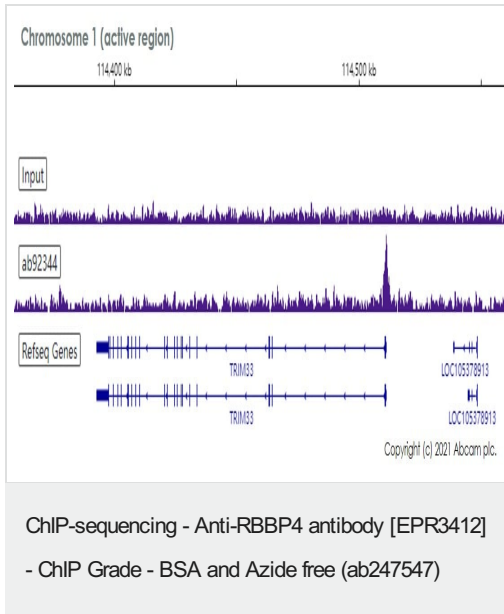 Chromosome 1 (active region)
114,400 kb 114,500 kb
Input
ab92344
Refseq Genes
TRIM33 LOC105378913
TRIM33 LOC105378913
Copyright (c) 2021 Abcam plc.
ChIP-sequencing - Anti-RBBP4 antibody [EPR3412]
- ChIP Grade - BSA and Azide free (ab247547)